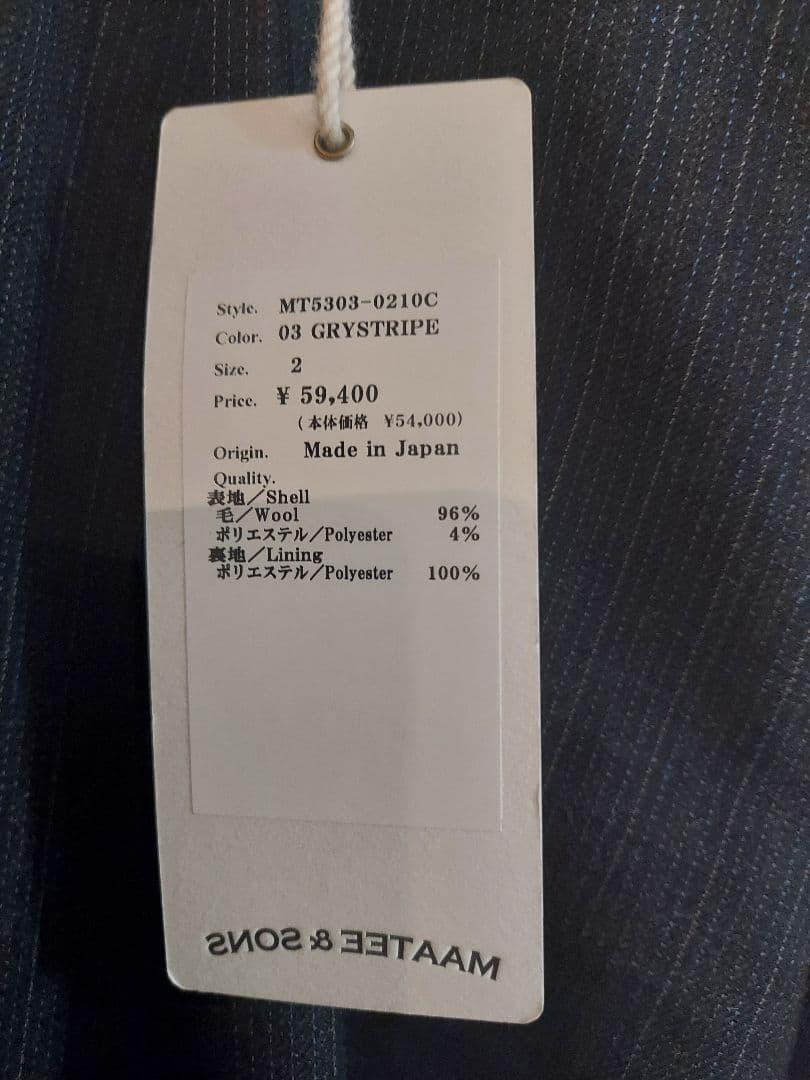 Style. MT5303-0210C
Color. 03 GRYSTRIPE
Size. 2
Price. ¥ 59,400
(本体価格 ¥54,000)
Origin. Made in Japan
Quality.
表地／Shell
毛／Wool 96%
ポリエステル／Polyester 4%
裏地／Lining
ポリエステル／Polyester 100%
MAATEE & SONS